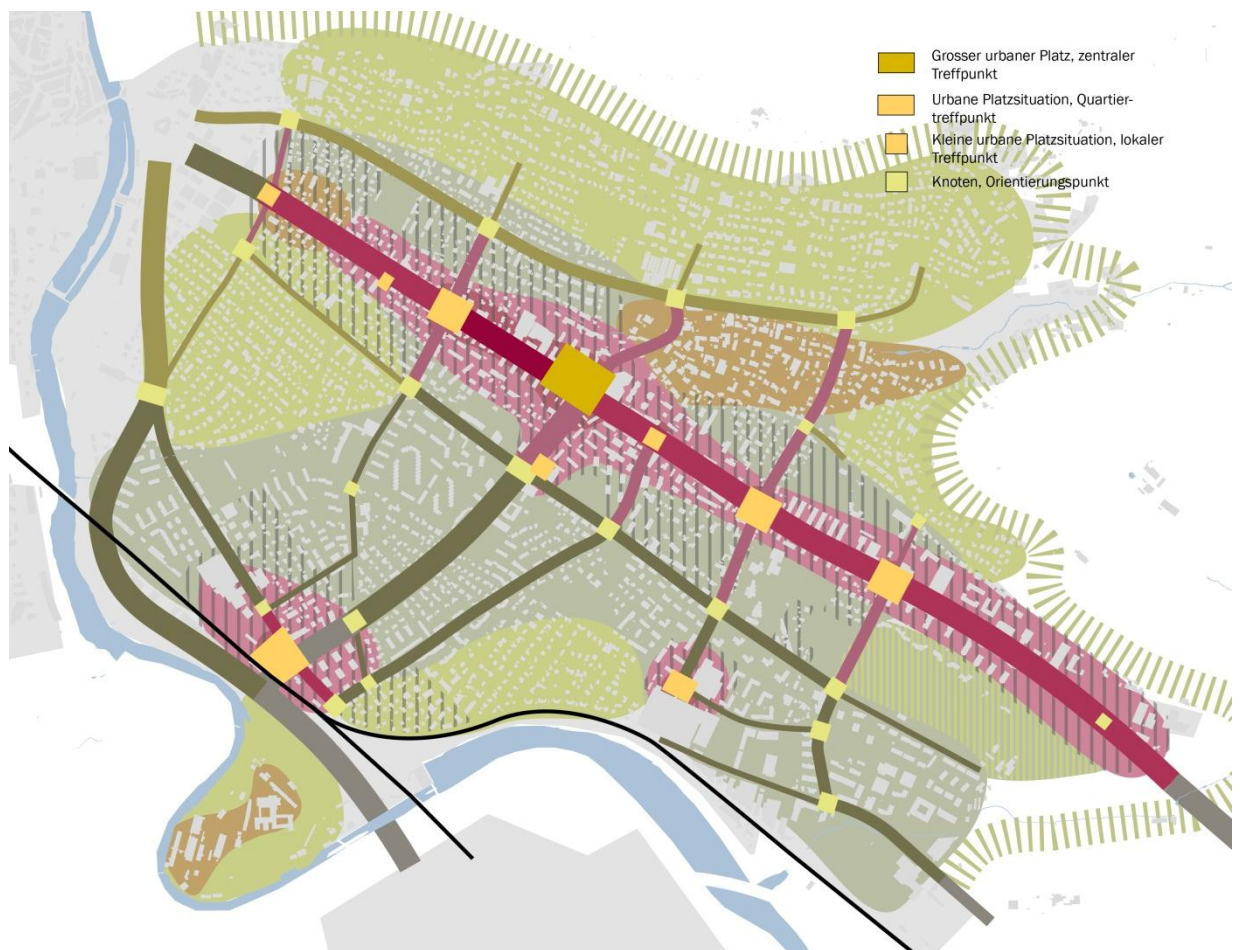 Grosser urbaner Platz, zentraler
Treffpunkt
Urbane Platzsituation, Quartier-
treffpunkt
Kleine urbane Platzsituation, lokaler
Treffpunkt
Knoten, Orientierungspunkt